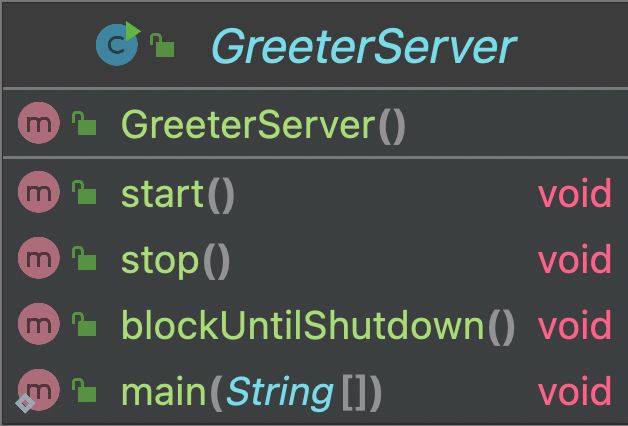 GreeterServer
GreeterServer()
start() void
stop() void
blockUntilShutdown() void
main(String[]) void